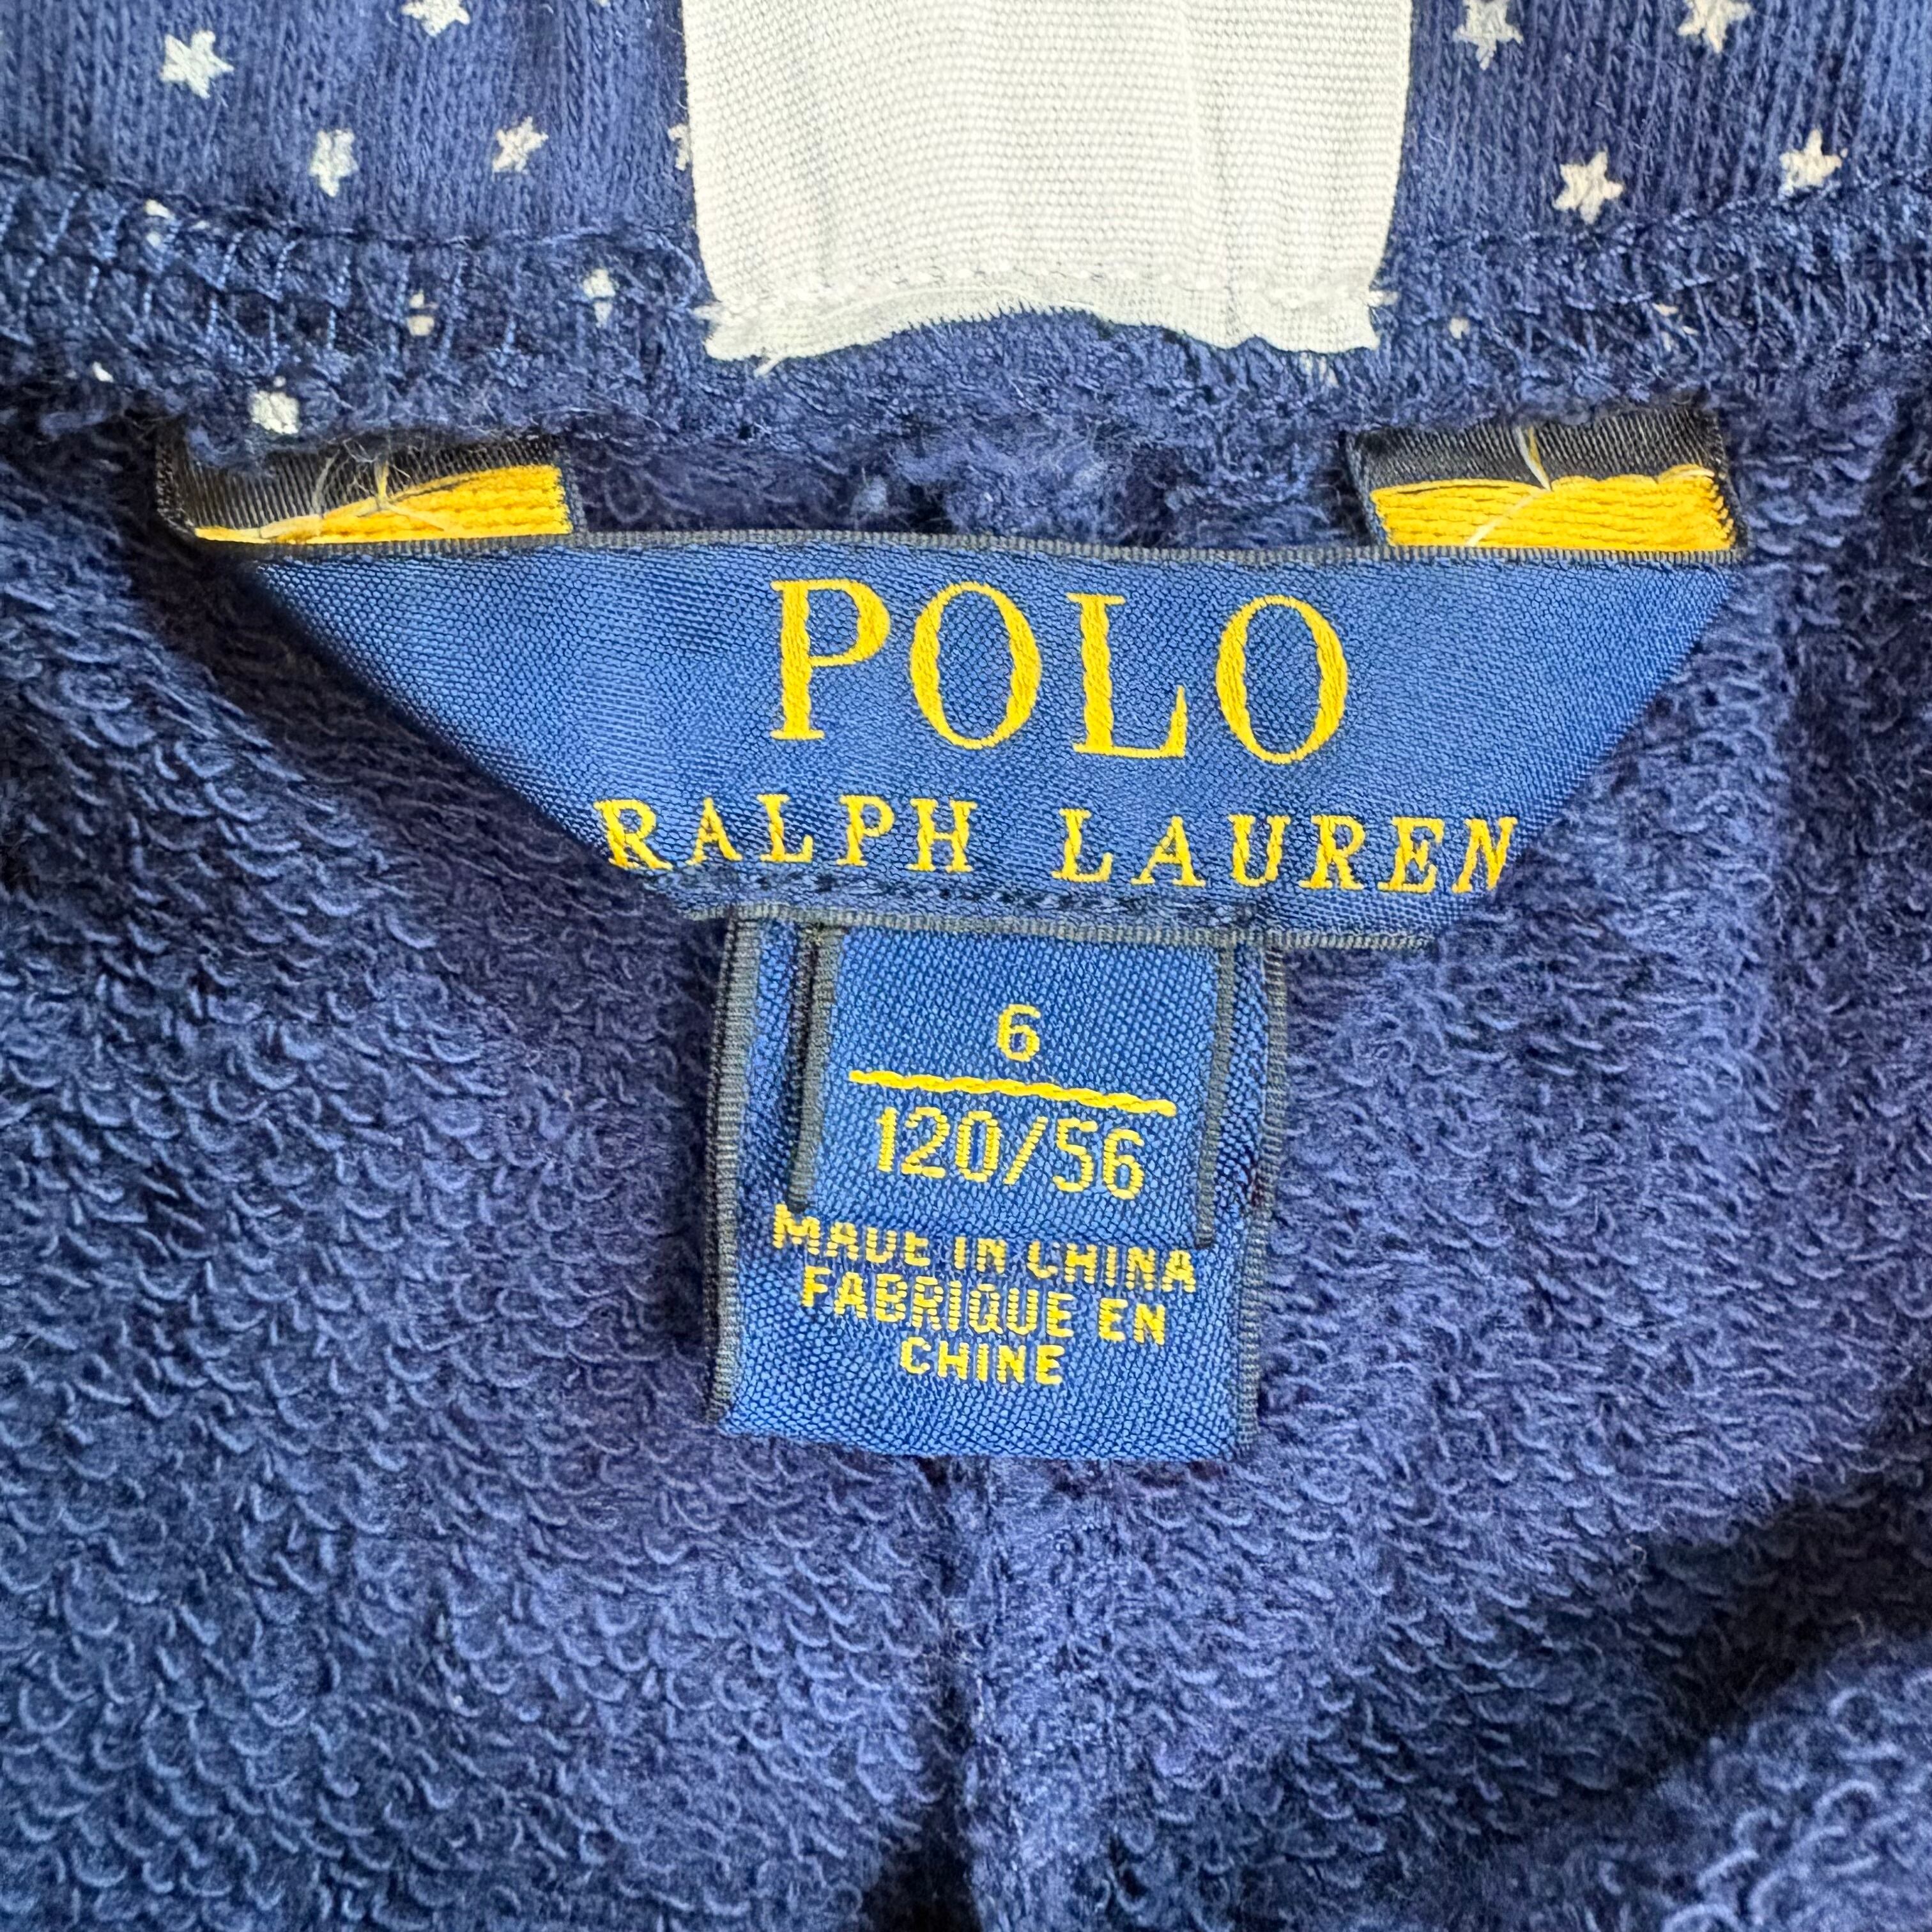 POLO
RALPH LAUREN
6
120/56
MADE IN CHINA
FABRIQUE EN
CHINE